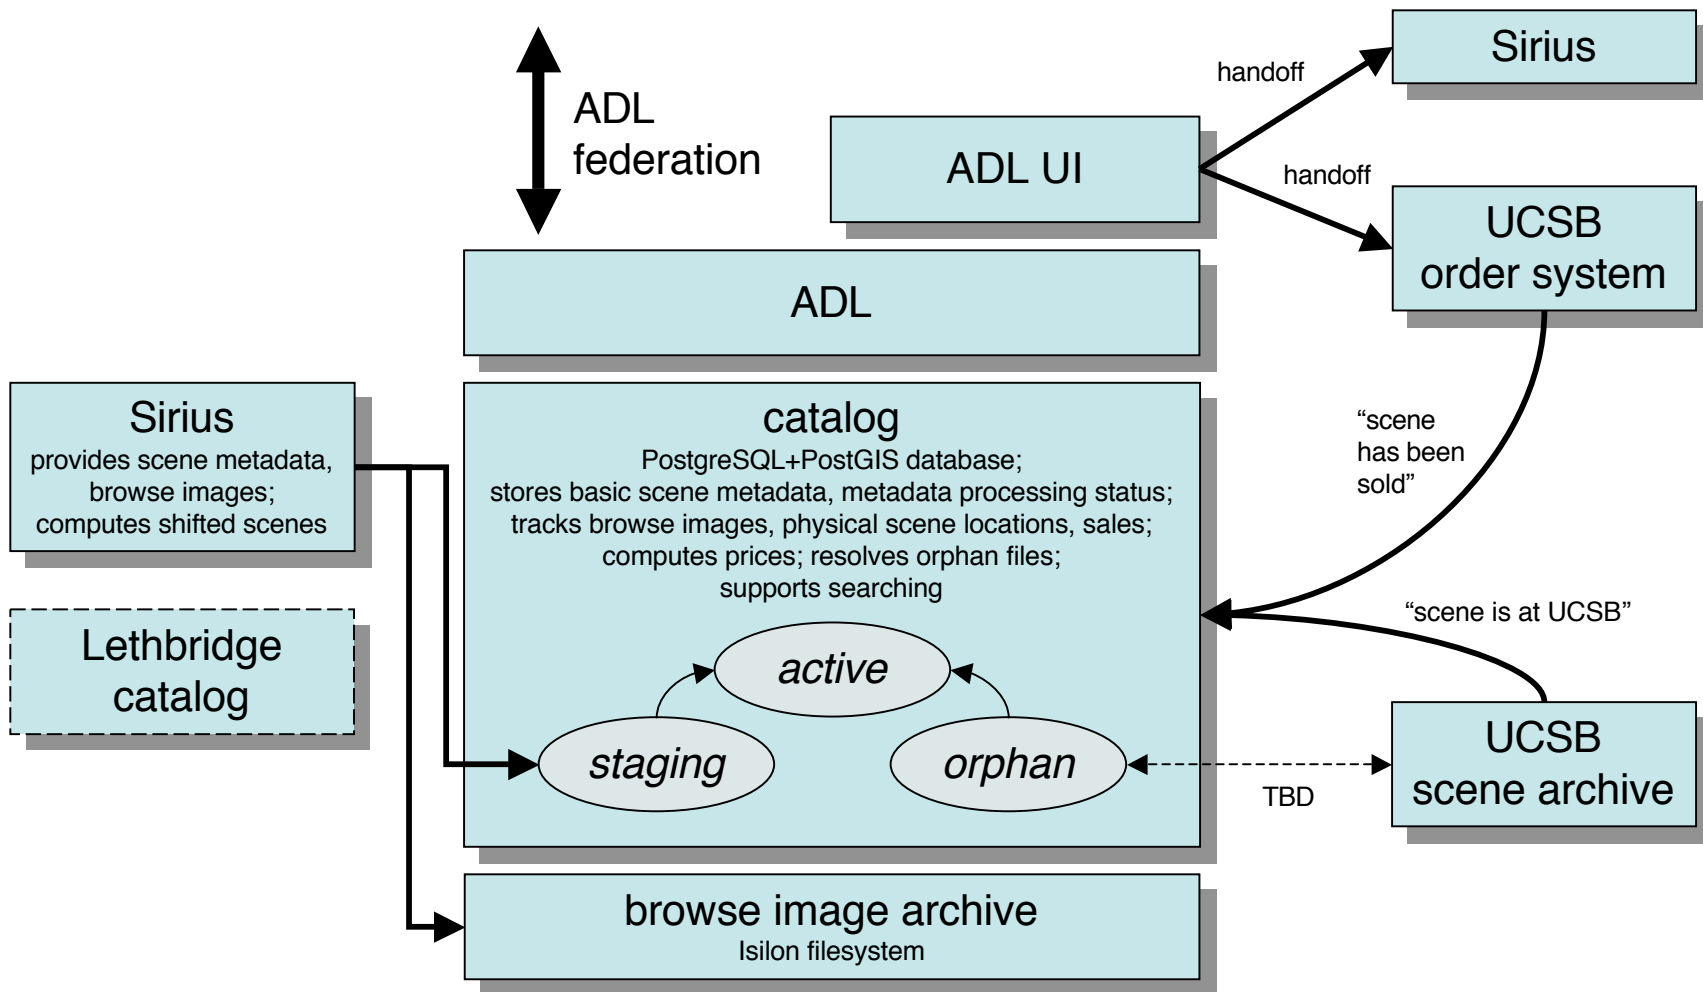 Sirius
handoff
ADL
federation
ADL UI
handoff
UCSB
order system
ADL
Sirius
provides scene metadata,
browse images;
computes shifted scenes
catalog
PostgreSQL+PostGIS database;
stores basic scene metadata, metadata processing status;
tracks browse images, physical scene locations, sales;
computes prices; resolves orphan files;
supports searching
“scene
has been
sold”
“scene is at UCSB”
Lethbridge
catalog
active
staging
orphan
TBD
UCSB
scene archive
browse image archive
Isilon filesystem